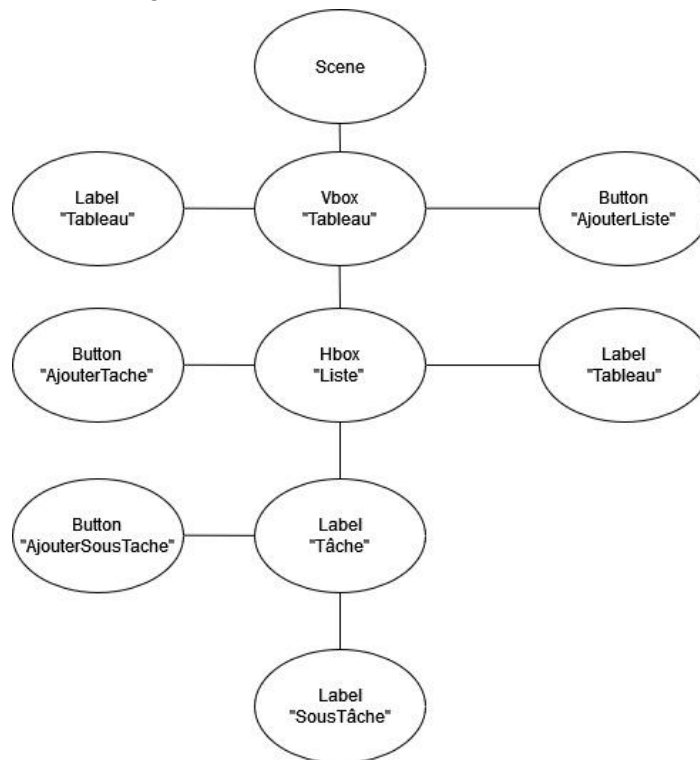 Scene
Label
"Tableau"
Vbox
"Tableau"
Button
"AjouterListe"
Button
"AjouterTache"
Hbox
"Liste"
Label
"Tableau"
Button
"AjouterSousTache"
Label
"Tâche"
Label
"SousTâche"